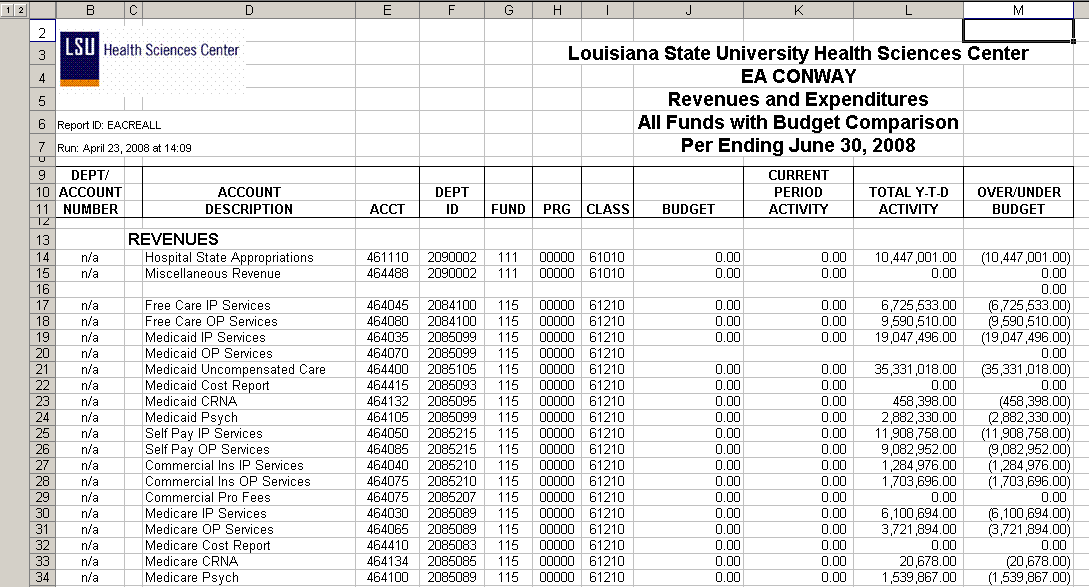 1 2 B C D E F G H I J K L M
2
LSU Health Sciences Center
3 Louisiana State University Health Sciences Center
4 EA CONWAY
5 Revenues and Expenditures
6 Report ID: EACREALL All Funds with Budget Comparison
7 Run: April 23, 2008 at 14:09 Per Ending June 30, 2008
9 DEPT/ CURRENT
10 ACCOUNT ACCOUNT DEPT PERIOD TOTAL Y-T-D OVER/UNDER
11 NUMBER DESCRIPTION ACCT ID FUND PRG CLASS BUDGET ACTIVITY ACTIVITY BUDGET
12
13 REVENUES
14 n/a Hospital State Appropriations 461110 2090002 111 00000 61010 0.00 0.00 10,447,001.00 (10,447,001.00)
15 n/a Miscellaneous Revenue 464488 2090002 111 00000 61010 0.00 0.00 0.00 0.00
16 0.00
17 n/a Free Care IP Services 464045 2084100 115 00000 61210 0.00 0.00 6,725,533.00 (6,725,533.00)
18 n/a Free Care OP Services 464080 2084100 115 00000 61210 0.00 0.00 9,590,510.00 (9,590,510.00)
19 n/a Medicaid IP Services 464035 2085099 115 00000 61210 0.00 0.00 19,047,496.00 (19,047,496.00)
20 n/a Medicaid OP Services 464070 2085099 115 00000 61210 0.00
21 n/a Medicaid Uncompensated Care 464400 2085105 115 00000 61210 0.00 0.00 35,331,018.00 (35,331,018.00)
22 n/a Medicaid Cost Report 464415 2085093 115 00000 61210 0.00 0.00 0.00 0.00
23 n/a Medicaid CRNA 464132 2085095 115 00000 61210 0.00 0.00 458,398.00 (458,398.00)
24 n/a Medicaid Psych 464105 2085099 115 00000 61210 0.00 0.00 2,882,330.00 (2,882,330.00)
25 n/a Self Pay IP Services 464050 2085215 115 00000 61210 0.00 0.00 11,908,758.00 (11,908,758.00)
26 n/a Self Pay OP Services 464085 2085215 115 00000 61210 0.00 0.00 9,082,952.00 (9,082,952.00)
27 n/a Commercial Ins IP Services 464040 2085210 115 00000 61210 0.00 0.00 1,284,976.00 (1,284,976.00)
28 n/a Commercial Ins OP Services 464075 2085210 115 00000 61210 0.00 0.00 1,703,696.00 (1,703,696.00)
29 n/a Commercial Pro Fees 464075 2085207 115 00000 61210 0.00 0.00 0.00 0.00
30 n/a Medicare IP Services 464030 2085089 115 00000 61210 0.00 0.00 6,100,694.00 (6,100,694.00)
31 n/a Medicare OP Services 464065 2085089 115 00000 61210 0.00 0.00 3,721,894.00 (3,721,894.00)
32 n/a Medicare Cost Report 464410 2085083 115 00000 61210 0.00 0.00 0.00 0.00
33 n/a Medicare CRNA 464134 2085085 115 00000 61210 0.00 0.00 20,678.00 (20,678.00)
34 n/a Medicare Psych 464100 2085089 115 00000 61210 0.00 0.00 1,539,867.00 (1,539,867.00)